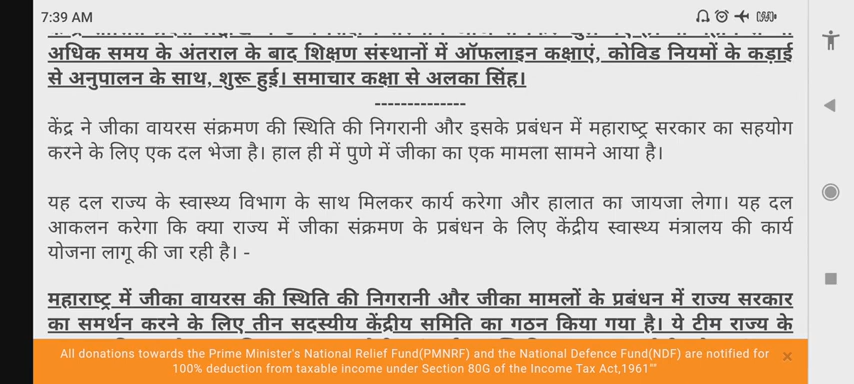 7:39 AM
अधिक समय के अंतराल के बाद शिक्षण संस्थानों में ऑफलाइन कक्षाएं, कोविड नियमों के कड़ाई
से अनुपालन के साथ, शुरू हुई। समाचार कक्षा से अलका सिंह।
--------------
केंद्र ने जीका वायरस संक्रमण की स्थिति की निगरानी और इसके प्रबंधन में महाराष्ट्र सरकार का सहयोग
करने के लिए एक दल भेजा है। हाल ही में पुणे में जीका का एक मामला सामने आया है।
यह दल राज्य के स्वास्थ्य विभाग के साथ मिलकर कार्य करेगा और हालात का जायजा लेगा। यह दल
आकलन करेगा कि क्या राज्य में जीका संक्रमण के प्रबंधन के लिए केंद्रीय स्वास्थ्य मंत्रालय की कार्य
योजना लागू की जा रही है। -
महाराष्ट्र में जीका वायरस की स्थिति की निगरानी और जीका मामलों के प्रबंधन में राज्य सरकार
का समर्थन करने के लिए तीन सदस्यीय केंद्रीय समिति का गठन किया गया है। ये टीम राज्य के
All donations towards the Prime Minister's National Relief Fund(PMNRF) and the National Defence Fund(NDF) are notified for
100% deduction from taxable income under Section 80G of the Income Tax Act,1961""